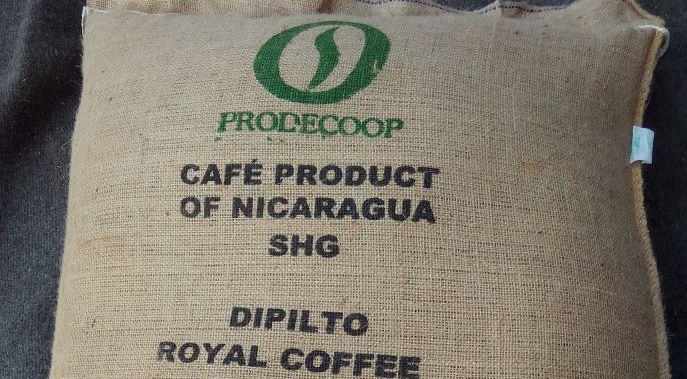 PRODECOOP
CAFÉ PRODUCT
OF NICARAGUA
SHG
DIPILTO
ROYAL COFFEE